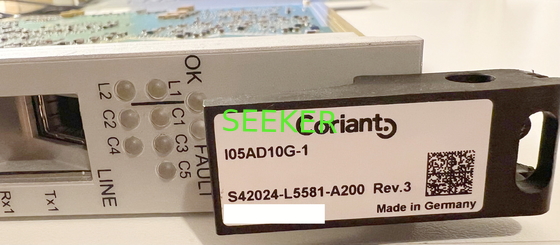 OK
L1 L2
C1 C2
C3 C4
C5
FAULT
LINE
Rx1
Tx1
SEEKER
Coriant
I05AD10G-1
S42024-L5581-A200 Rev.3
Made in Germany